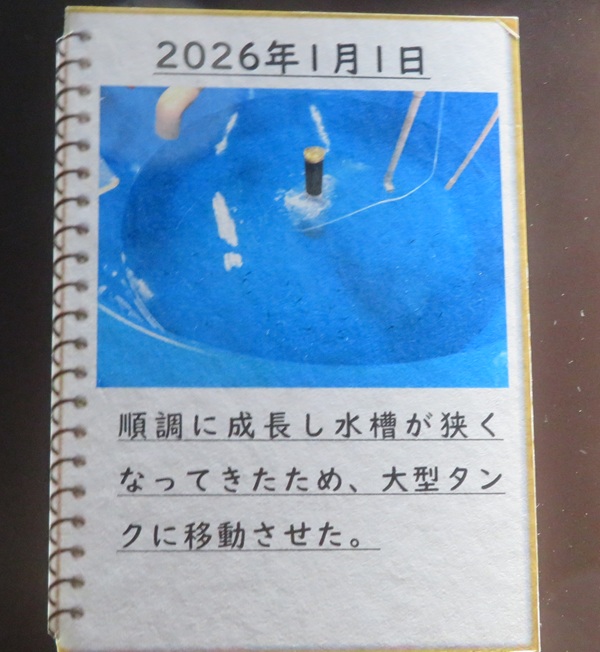 2026年1月1日
順調に成長し水槽が狭く
なってきたため、大型タン
クに移動させた。